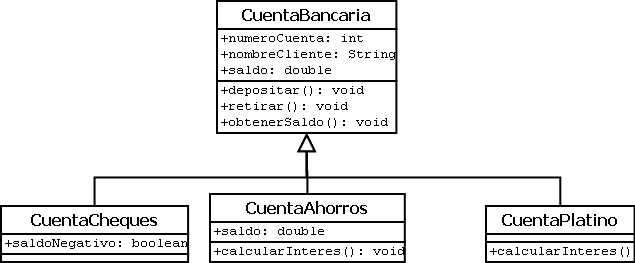 CuentaBancaria
+numeroCuenta: int
+nombreCliente: String
+saldo: double
+depositar(): void
+retirar(): void
+obtenerSaldo(): void
CuentaCheques
+saldoNegativo: boolean
CuentaAhorros
+saldo: double
+calcularInteres(): void
CuentaPlatino
+calcularInteres()